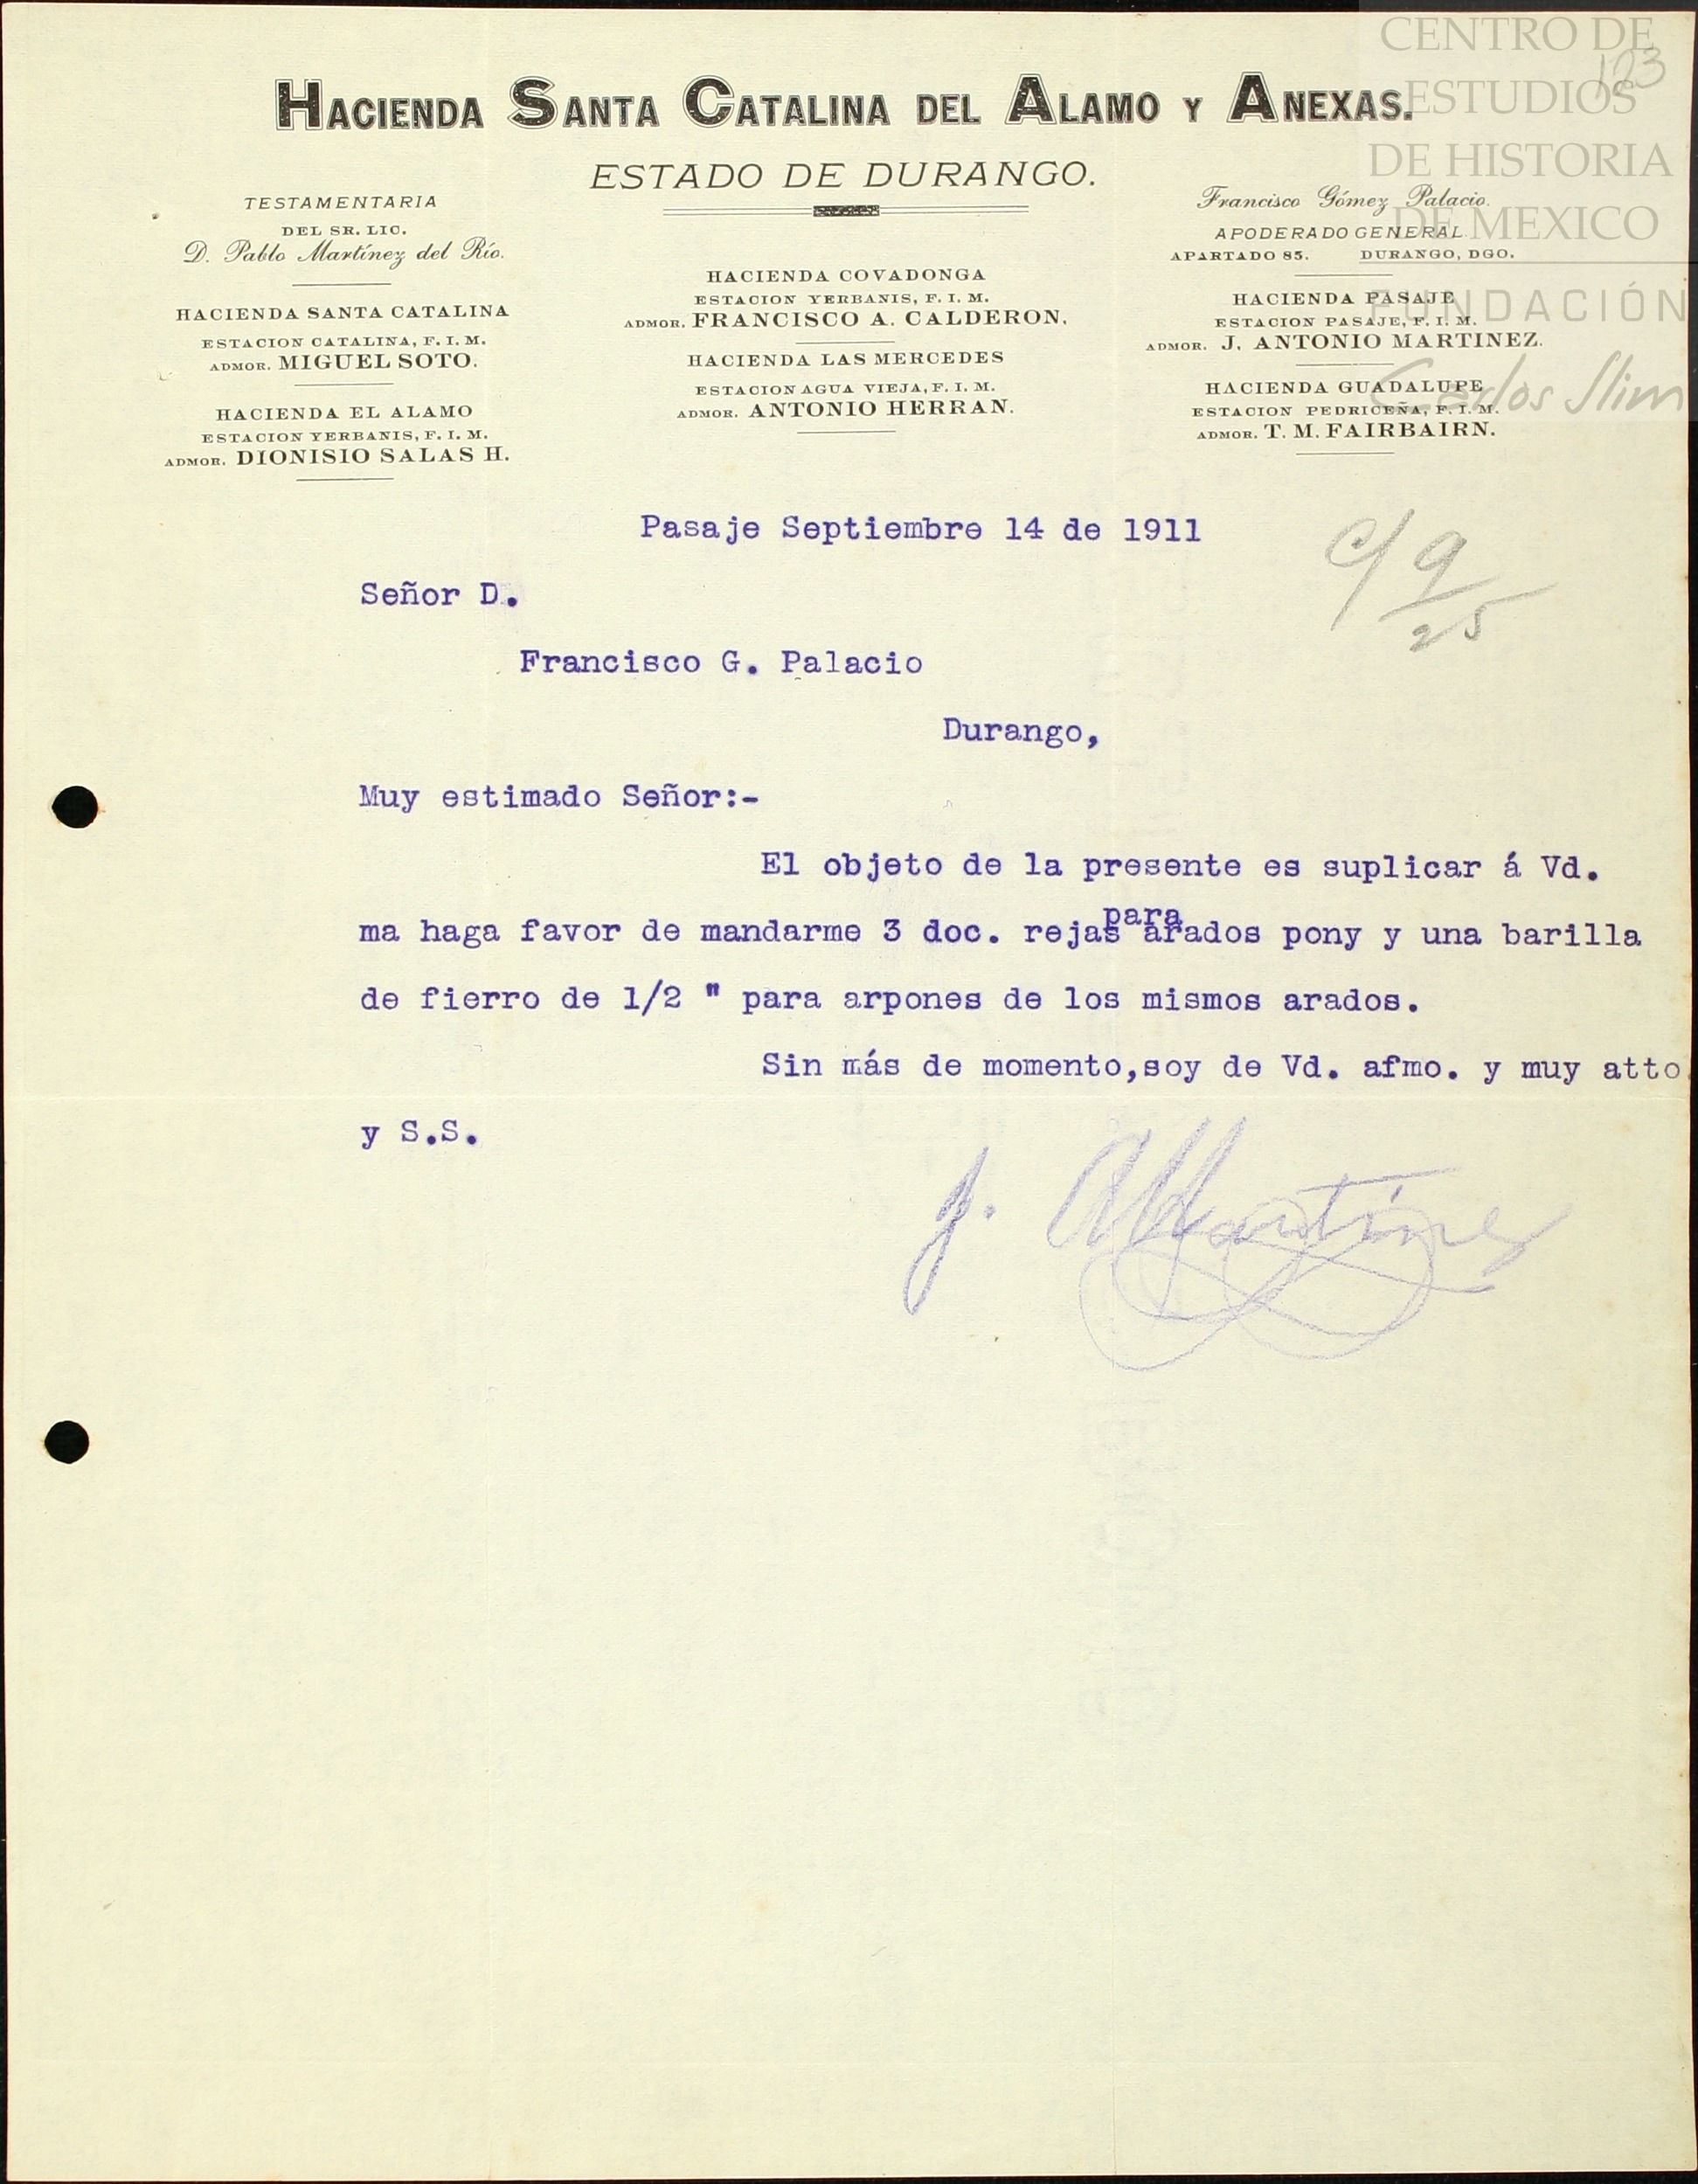 CENTRO DE
ESTUDIOS
DE HISTORIA
DE MEXICO
FUNDACIÓN
Carlos Slim
123
HACIENDA SANTA CATALINA DEL ALAMO Y ANEXAS.
ESTADO DE DURANGO.
TESTAMENTARIA
DEL SR. LIC.
D. Pablo Martínez del Río.
HACIENDA SANTA CATALINA
ESTACION CATALINA, F. I. M.
ADMOR. MIGUEL SOTO.
HACIENDA EL ALAMO
ESTACION YERBANIS, F. I. M.
ADMOR. DIONISIO SALAS H.
HACIENDA COVADONGA
ESTACION YERBANIS, F. I. M.
ADMOR. FRANCISCO A. CALDERON.
HACIENDA LAS MERCEDES
ESTACION AGUA VIEJA, F. I. M.
ADMOR. ANTONIO HERRAN.
Francisco Gómez Palacio.
APODERADO GENERAL.
APARTADO 85. DURANGO, DGO.
HACIENDA PASAJE
ESTACION PASAJE, F. I. M.
ADMOR. J. ANTONIO MARTINEZ.
HACIENDA GUADALUPE
ESTACION PEDRICEÑA, F. I. M.
ADMOR. T. M. FAIRBAIRN.
Pasaje Septiembre 14 de 1911
c/ 9/25
Señor D.
Francisco G. Palacio
Durango,
Muy estimado Señor:-
El objeto de la presente es suplicar á Vd.
ma haga favor de mandarme 3 doc. rejas para arados pony y una barilla
de fierro de 1/2 " para arpones de los mismos arados.
Sin más de momento,soy de Vd. afmo. y muy atto.
y S.S.
J. A Martínez